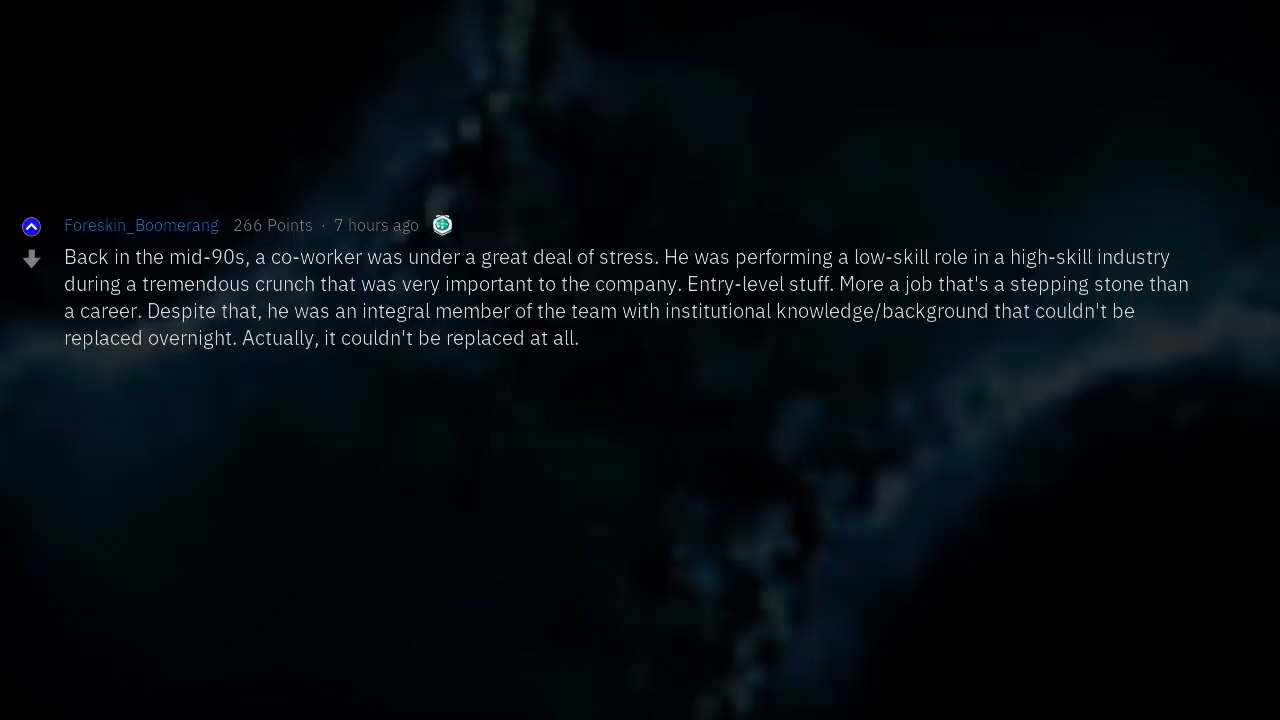 Foreskin_Boomerang 266 Points · 7 hours ago
Back in the mid-90s, a co-worker was under a great deal of stress. He was performing a low-skill role in a high-skill industry
during a tremendous crunch that was very important to the company. Entry-level stuff. More a job that's a stepping stone than
a career. Despite that, he was an integral member of the team with institutional knowledge/background that couldn't be
replaced overnight. Actually, it couldn't be replaced at all.